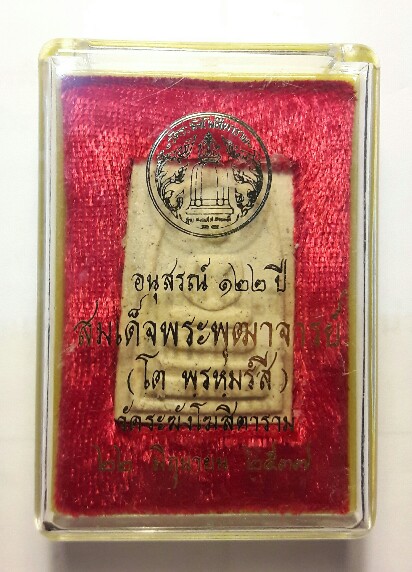 อนุสรณ์ ๑๒๒ ปี
สมเด็จพระพุฒาจารย์
(โต พรหมรํสี)
วัดระฆังโฆสิตาราม
๒๒ มิถุนายน ๒๕๓๗